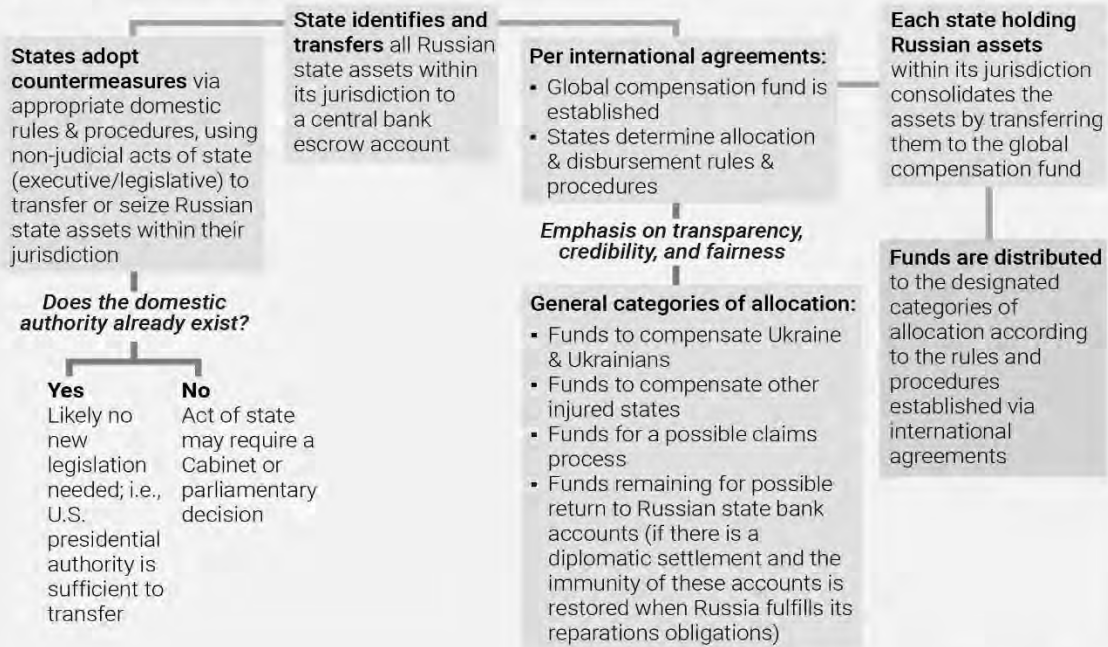 States adopt
countermeasures via
appropriate domestic
rules & procedures, using
non-judicial acts of state
(executive/legislative) to
transfer or seize Russian
state assets within their
jurisdiction
Does the domestic
authority already exist?
Yes
Likely no
new
legislation
needed; i.e.,
U.S.
presidential
authority is
sufficient to
transfer
No
Act of state
may require a
Cabinet or
parliamentary
decision
State identifies and
transfers all Russian
state assets within
its jurisdiction to
a central bank
escrow account
Per international agreements:
▪ Global compensation fund is
established
▪ States determine allocation
& disbursement rules &
procedures
Emphasis on transparency,
credibility, and fairness
General categories of allocation:
▪ Funds to compensate Ukraine
& Ukrainians
▪ Funds to compensate other
injured states
▪ Funds for a possible claims
process
▪ Funds remaining for possible
return to Russian state bank
accounts (if there is a
diplomatic settlement and the
immunity of these accounts is
restored when Russia fulfills its
reparations obligations)
Each state holding
Russian assets
within its jurisdiction
consolidates the
assets by transferring
them to the global
compensation fund
Funds are distributed
to the designated
categories of
allocation according
to the rules and
procedures
established via
international
agreements